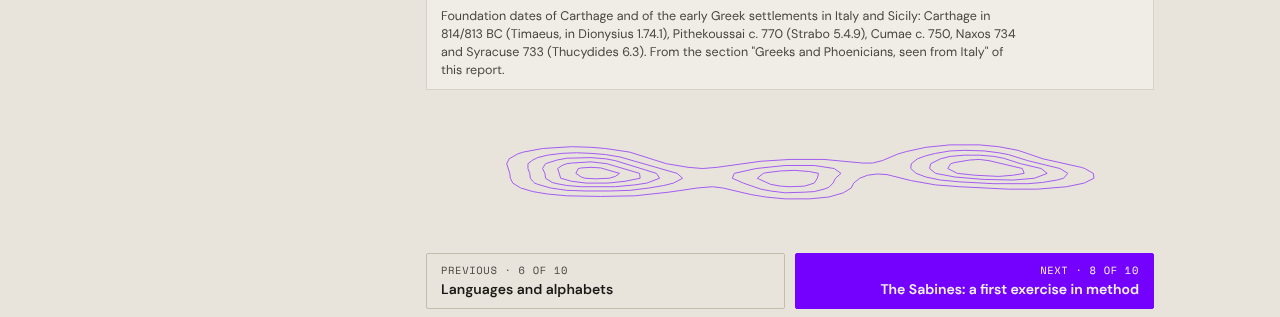 Foundation dates of Carthage and of the early Greek settlements in Italy and Sicily: Carthage in
814/813 BC (Timaeus, in Dionysius 1.74.1), Pithekoussai c. 770 (Strabo 5.4.9), Cumae c. 750, Naxos 734
and Syracuse 733 (Thucydides 6.3). From the section "Greeks and Phoenicians, seen from Italy" of
this report.
PREVIOUS · 6 OF 10
Languages and alphabets
NEXT · 8 OF 10
The Sabines: a first exercise in method